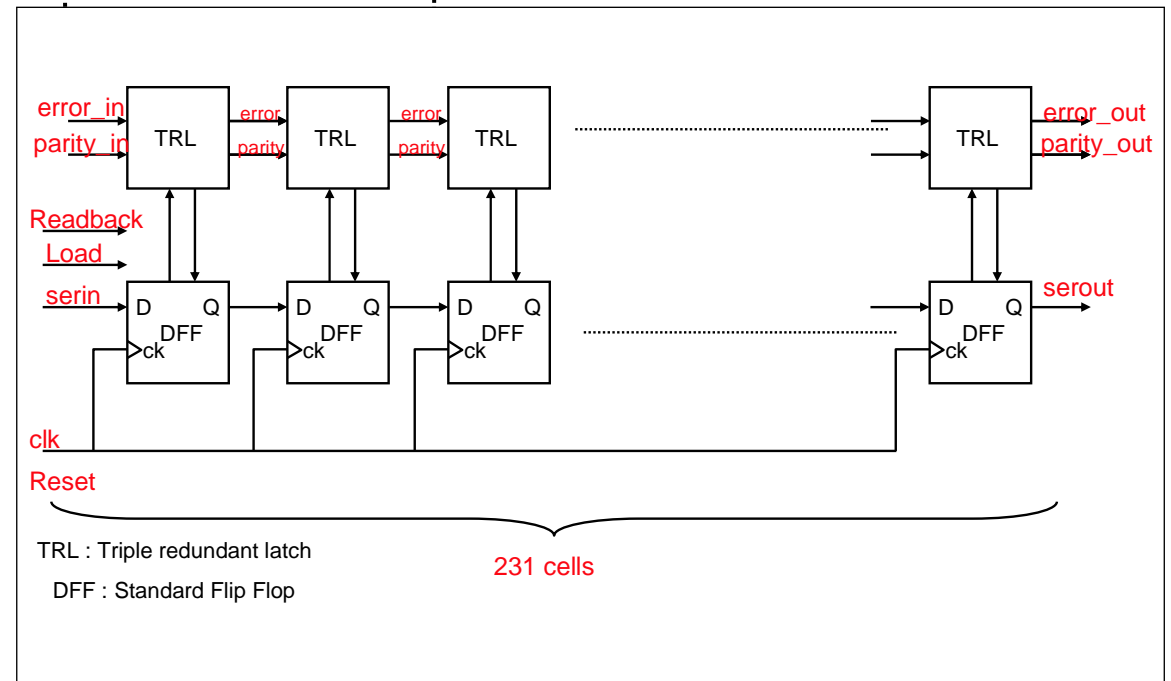 error_in
error
error
error_out
TRL
TRL
TRL
TRL
parity_in
parity
parity
parity_out
Readback
Load
serin
serout
D Q
D Q
D Q
D Q
DFF
DFF
DFF
DFF
ck
ck
ck
ck
clk
Reset
TRL : Triple redundant latch
231 cells
DFF : Standard Flip Flop